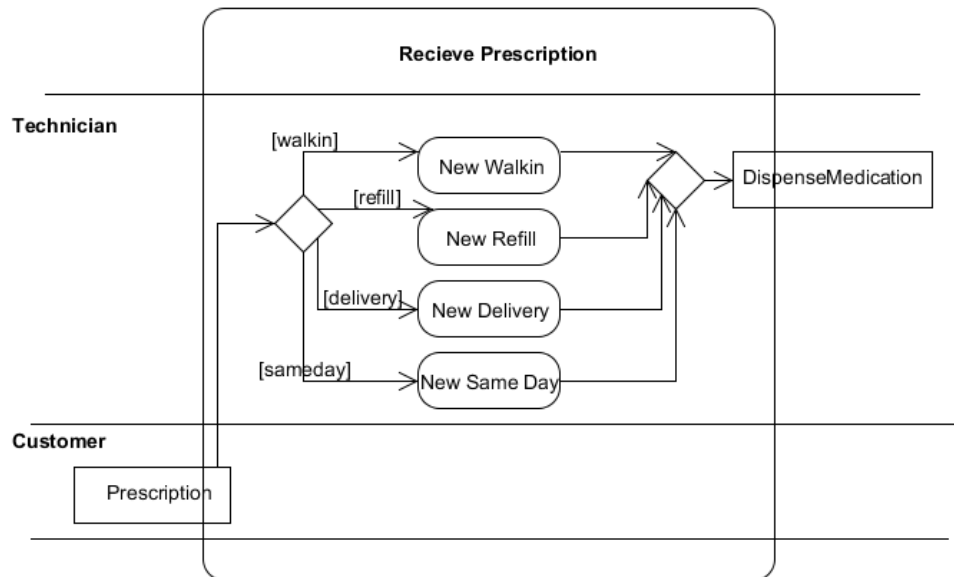 Recieve Prescription
Technician
[walkin]
New Walkin
DispenseMedication
[refill]
New Refill
[delivery]
New Delivery
[sameday]
New Same Day
Customer
Prescription